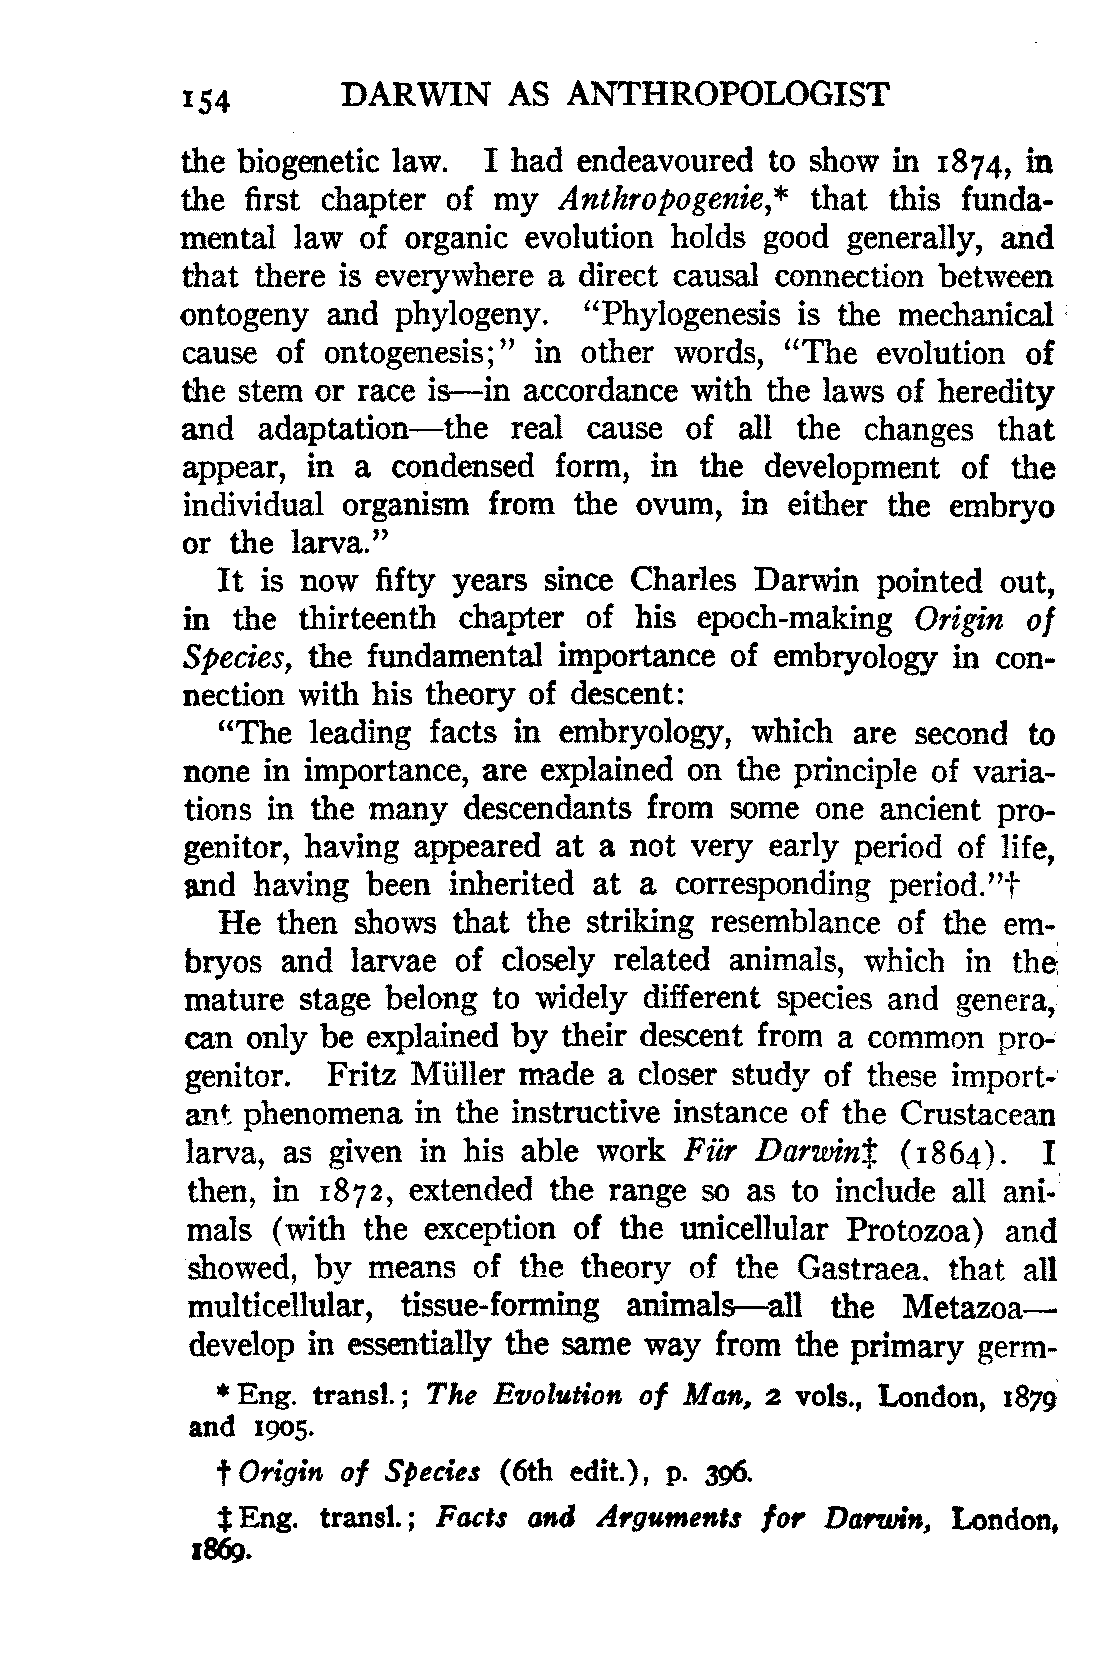 154 DARWIN AS ANTHROPOLOGIST
the biogenetic law. I had endeavoured to show in 1874, in
the first chapter of my Anthropogenie,* that this funda-
mental law of organic evolution holds good generally, and
that there is everywhere a direct causal connection between
ontogeny and phylogeny. “Phylogenesis is the mechanical
cause of ontogenesis;” in other words, “The evolution of
the stem or race is—in accordance with the laws of heredity
and adaptation—the real cause of all the changes that
appear, in a condensed form, in the development of the
individual organism from the ovum, in either the embryo
or the larva.”
It is now fifty years since Charles Darwin pointed out,
in the thirteenth chapter of his epoch-making Origin of
Species, the fundamental importance of embryology in con-
nection with his theory of descent:
“The leading facts in embryology, which are second to
none in importance, are explained on the principle of varia-
tions in the many descendants from some one ancient pro-
genitor, having appeared at a not very early period of life,
and having been inherited at a corresponding period.”†
He then shows that the striking resemblance of the em-
bryos and larvae of closely related animals, which in the
mature stage belong to widely different species and genera,
can only be explained by their descent from a common pro-
genitor. Fritz Müller made a closer study of these import-
ant phenomena in the instructive instance of the Crustacean
larva, as given in his able work Für Darwin‡ (1864). I
then, in 1872, extended the range so as to include all ani-
mals (with the exception of the unicellular Protozoa) and
showed, by means of the theory of the Gastraea. that all
multicellular, tissue-forming animals—all the Metazoa—
develop in essentially the same way from the primary germ-
* Eng. transl.; The Evolution of Man, 2 vols., London, 1879
and 1905.
† Origin of Species (6th edit.), p. 396.
‡ Eng. transl.; Facts and Arguments for Darwin, London,
1869.